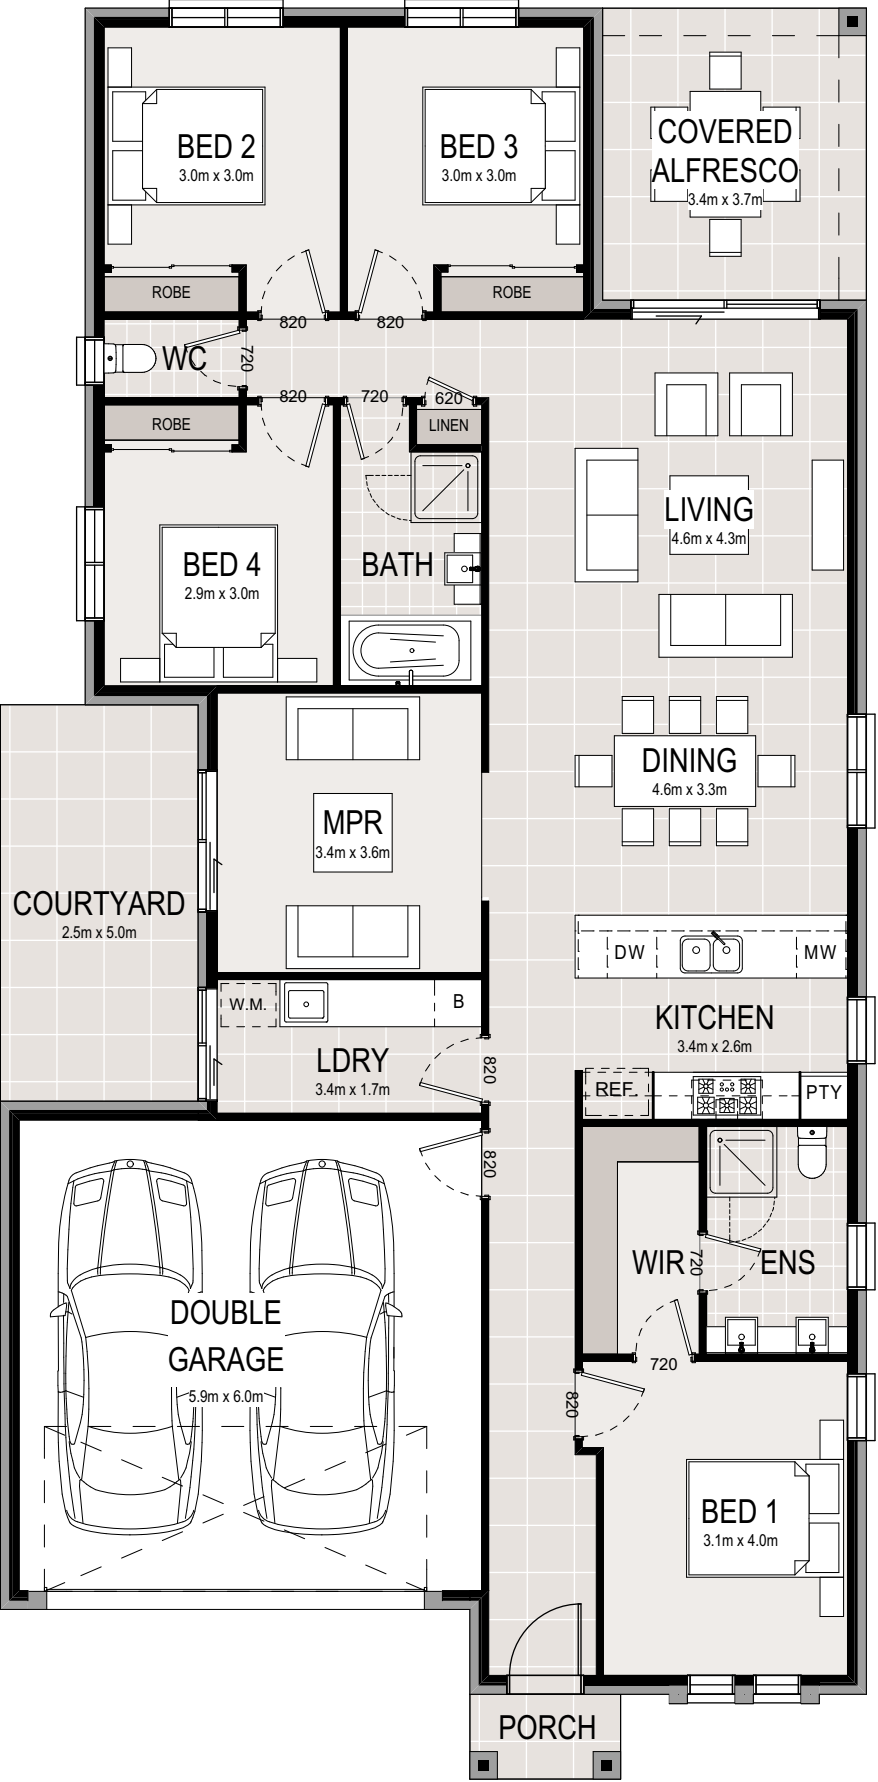 BED 2
3.0m x 3.0m
BED 3
3.0m x 3.0m
COVERED
ALFRESCO
3.4m x 3.7m
ROBE
ROBE
820
820
WC
720
820
720
620
ROBE
LINEN
LIVING
4.6m x 4.3m
BED 4
2.9m x 3.0m
BATH
DINING
4.6m x 3.3m
MPR
3.4m x 3.6m
COURTYARD
2.5m x 5.0m
DW
MW
W.M.
B
KITCHEN
3.4m x 2.6m
LDRY
3.4m x 1.7m
820
REF.
PTY
820
WIR
720
ENS
DOUBLE
GARAGE
5.9m x 6.0m
720
820
BED 1
3.1m x 4.0m
PORCH